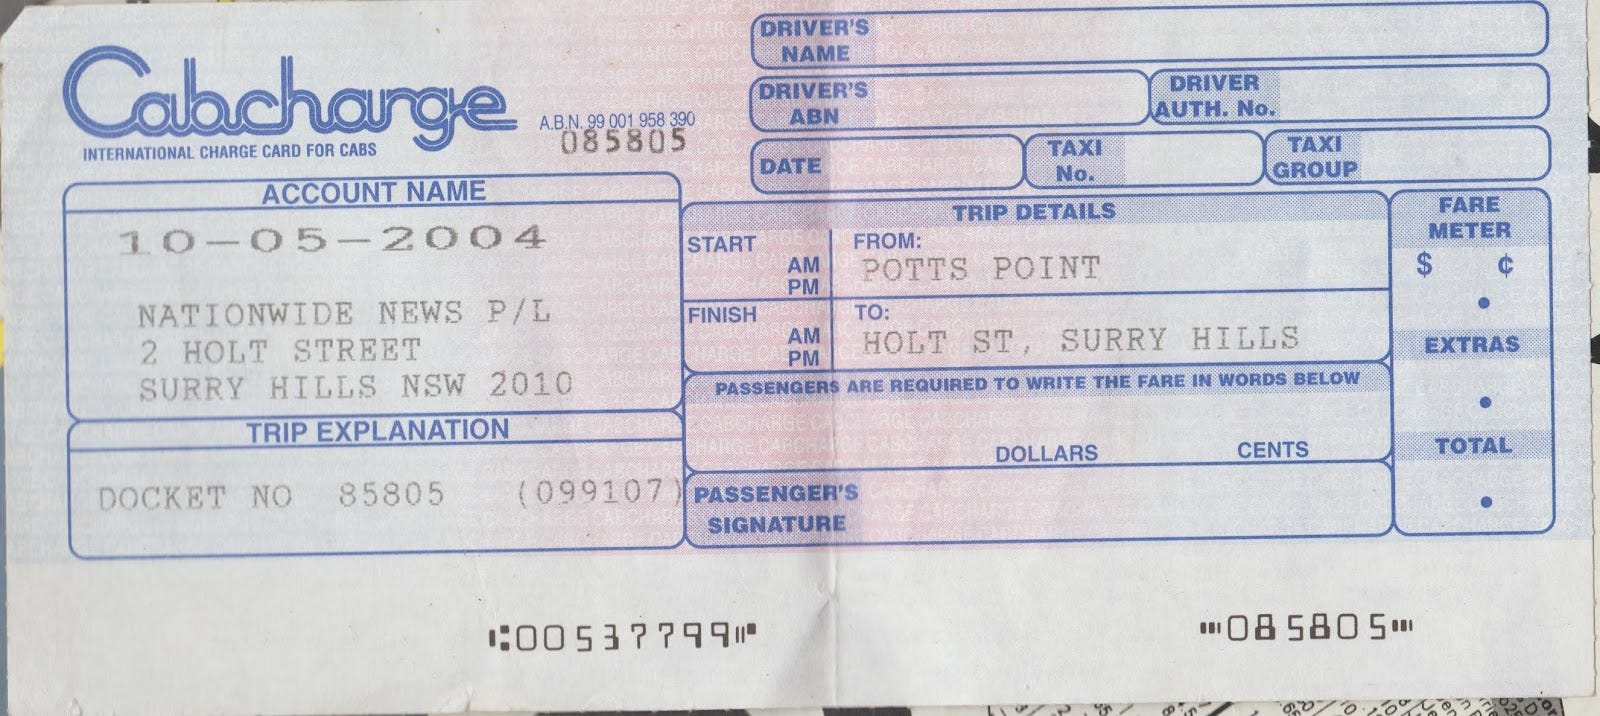 Cabcharge
INTERNATIONAL CHARGE CARD FOR CABS
A.B.N. 99 001 958 390
085805
ACCOUNT NAME
10-05-2004
NATIONWIDE NEWS P/L
2 HOLT STREET
SURRY HILLS NSW 2010
TRIP EXPLANATION
DOCKET NO 85805 (099107)
DRIVER'S NAME
DRIVER'S ABN
DRIVER AUTH. No.
DATE
TAXI No.
TAXI GROUP
TRIP DETAILS
START
AM
PM
FROM:
POTTS POINT
FINISH
AM
PM
TO:
HOLT ST, SURRY HILLS
PASSENGERS ARE REQUIRED TO WRITE THE FARE IN WORDS BELOW
DOLLARS CENTS
PASSENGER'S SIGNATURE
FARE METER
$ ¢
EXTRAS
TOTAL
00537799
085805